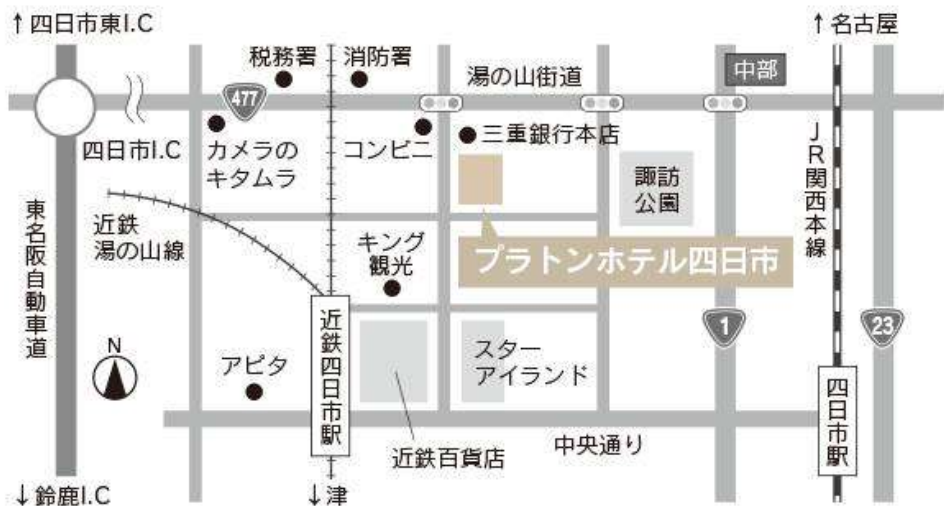 ↑四日市東I.C
↑名古屋
税務署
消防署
湯の山街道
中部
477
四日市I.C
カメラの
キタムラ
コンビニ
三重銀行本店
諏訪
公園
JR関西本線
東名阪自動車道
近鉄
湯の山線
キング
観光
プラトンホテル四日市
1
23
N
アピタ
近鉄四日市駅
スター
アイランド
四日市駅
近鉄百貨店
中央通り
↓鈴鹿I.C
↓津